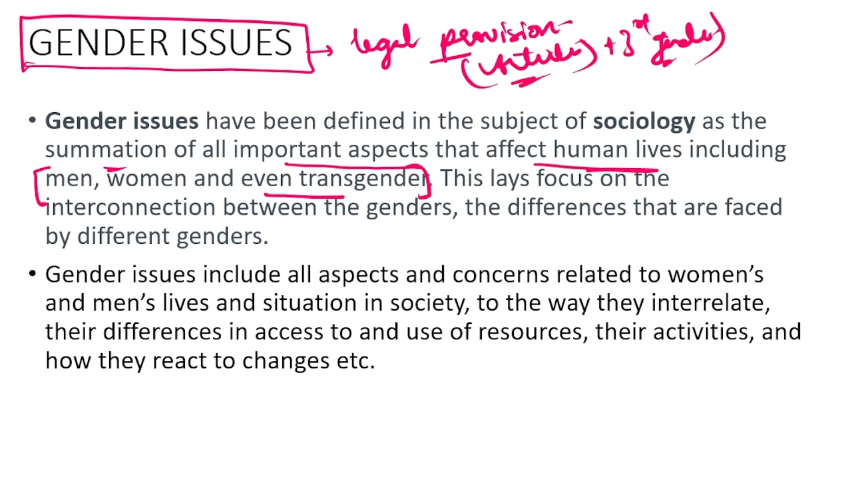 GENDER ISSUES → legal provision (Articles) + 3rd gender)
• Gender issues have been defined in the subject of sociology as the
summation of all important aspects that affect human lives including
men, women and even transgender. This lays focus on the
interconnection between the genders, the differences that are faced
by different genders.
• Gender issues include all aspects and concerns related to women’s
and men’s lives and situation in society, to the way they interrelate,
their differences in access to and use of resources, their activities, and
how they react to changes etc.